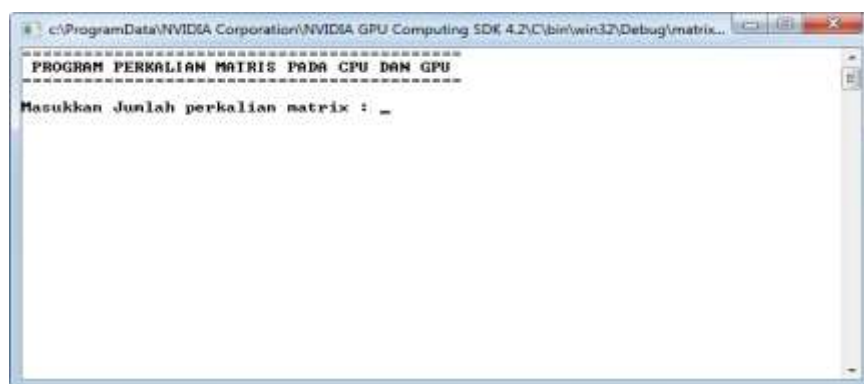 c:\ProgramData\NVIDIA Corporation\NVIDIA GPU Computing SDK 4.2\C\bin\win32\Debug\matrix...
==========================================
PROGRAM PERKALIAN MATRIS PADA CPU DAN GPU
==========================================
Masukkan Jumlah perkalian matrix : _